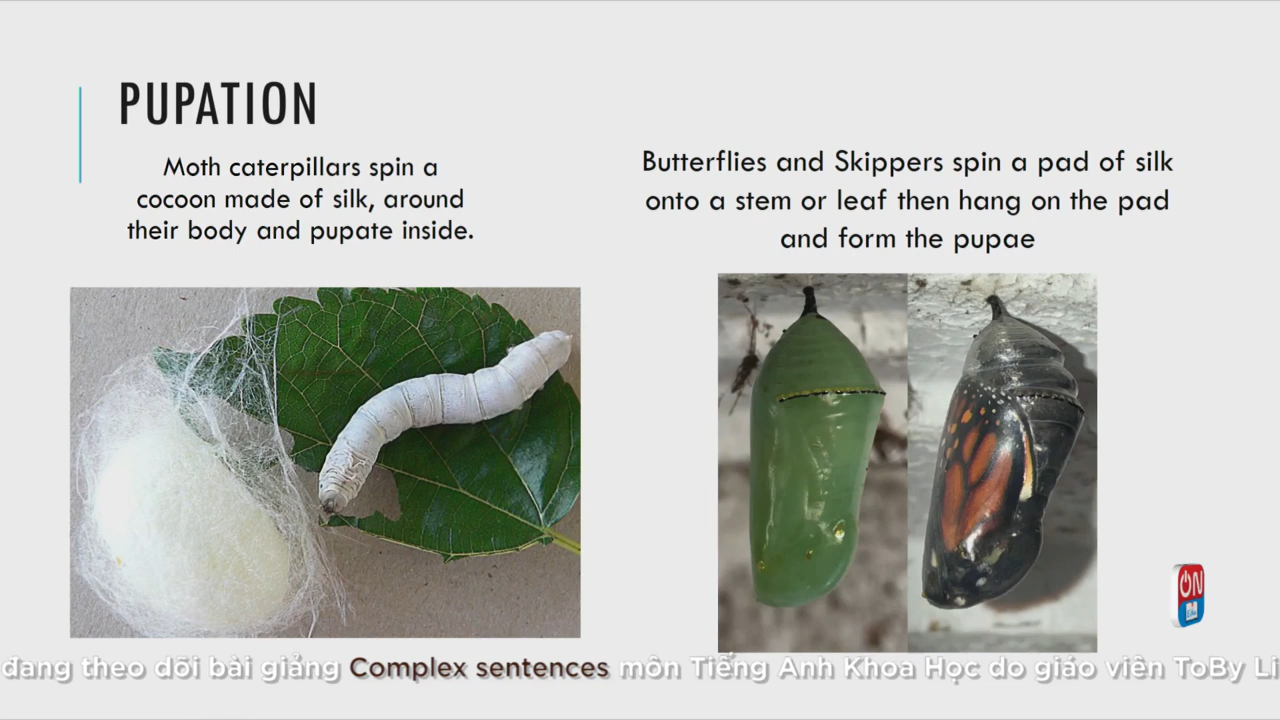 PUPATION
Moth caterpillars spin a
cocoon made of silk, around
their body and pupate inside.
Butterflies and Skippers spin a pad of silk
onto a stem or leaf then hang on the pad
and form the pupae
ON
đang theo dõi bài giảng Complex sentences môn Tiếng Anh Khoa Học do giáo viên ToBy Li